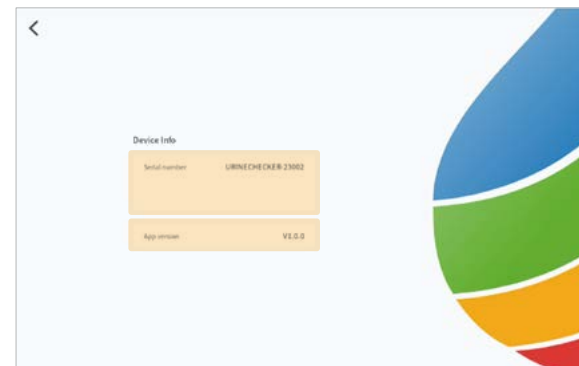 Device Info
Serial number URINECHECKER-23002
App version V1.0.0